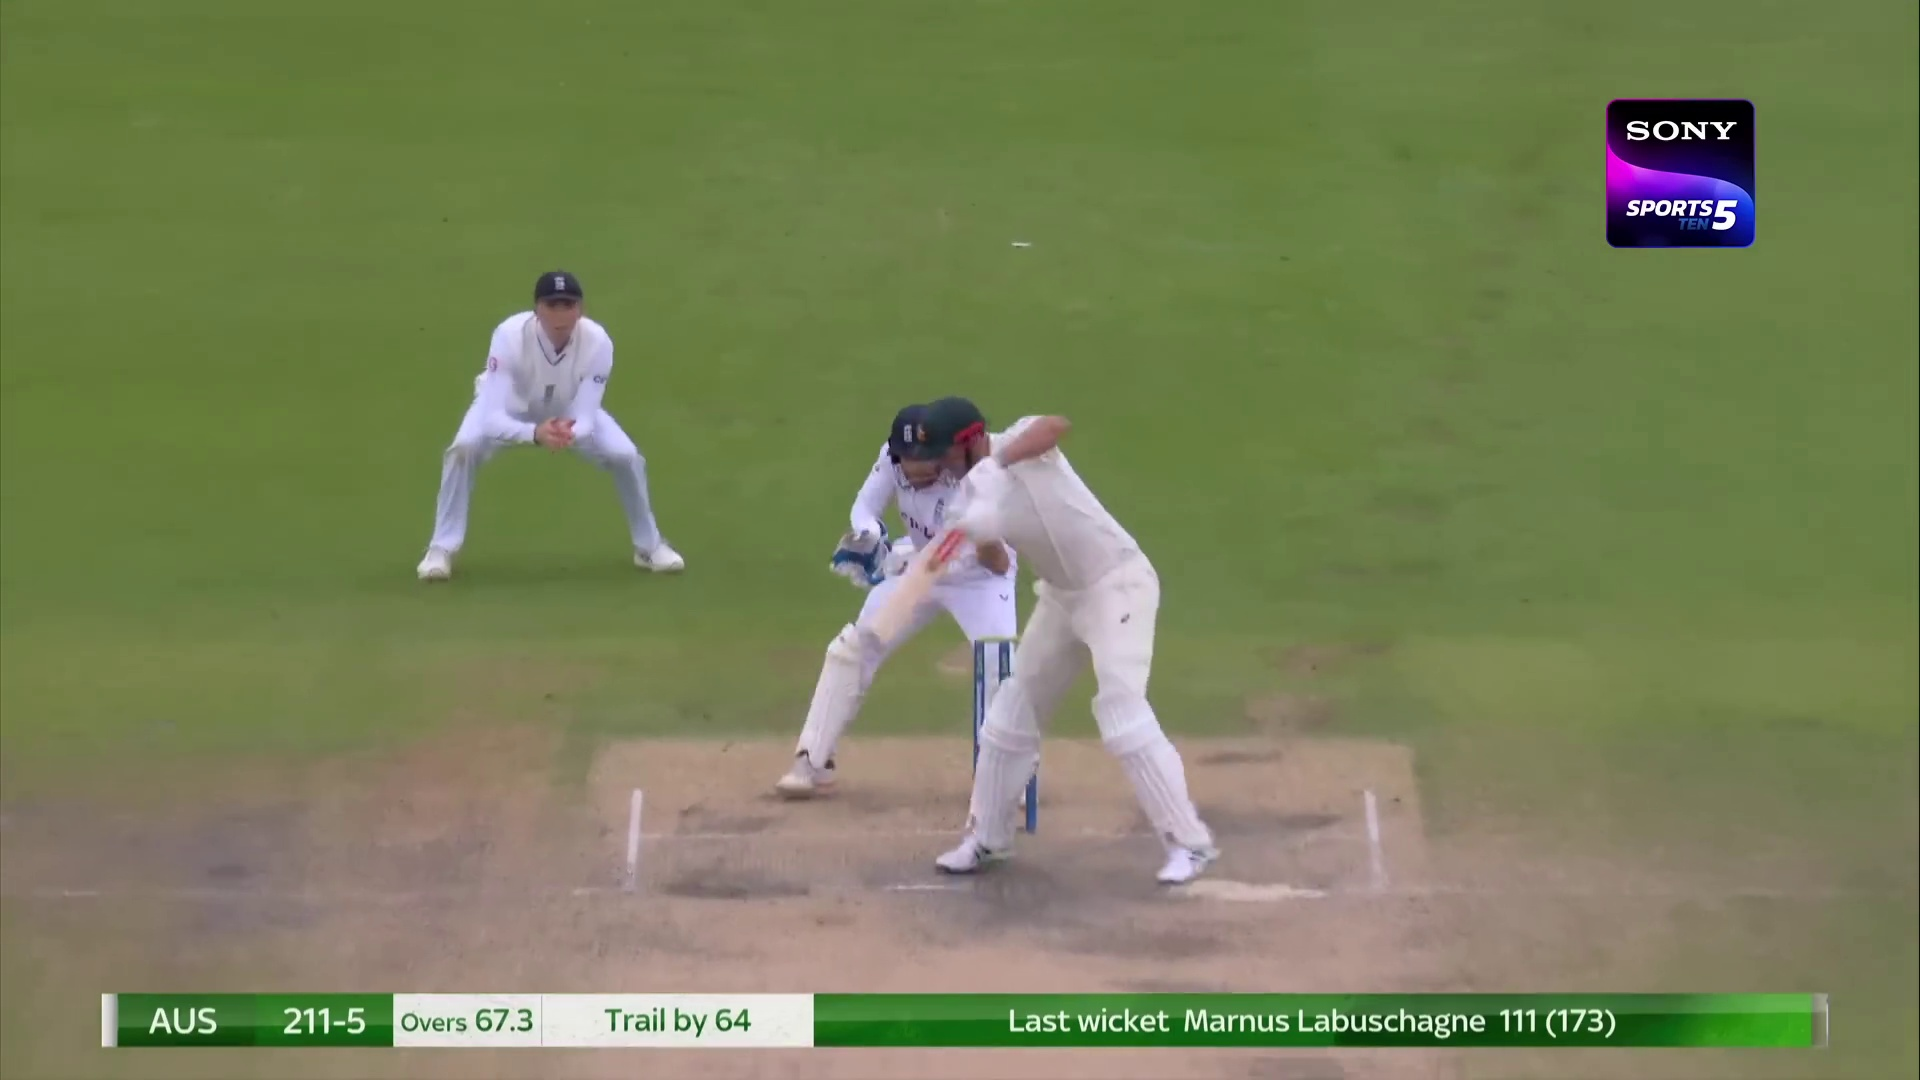 SONY
SPORTS
TEN 5
AUS 211-5 Overs 67.3 Trail by 64 Last wicket Marnus Labuschagne 111 (173)